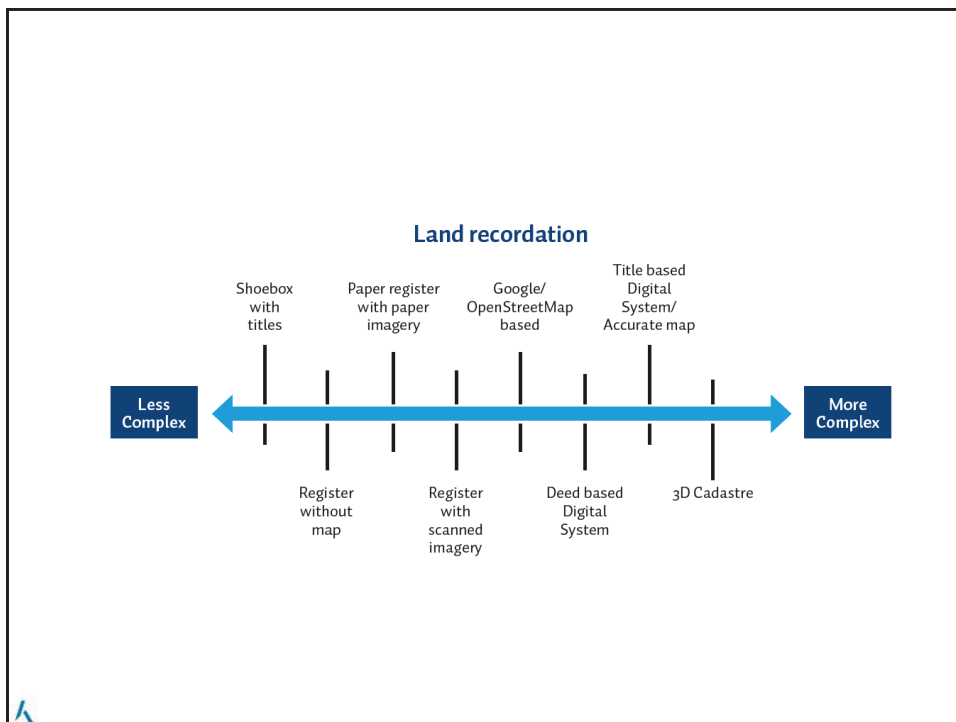 Land recordation
Shoebox
with
titles
Paper register
with paper
imagery
Google/
OpenStreetMap
based
Title based
Digital
System/
Accurate map
Less
Complex
More
Complex
Register
without
map
Register
with
scanned
imagery
Deed based
Digital
System
3D Cadastre